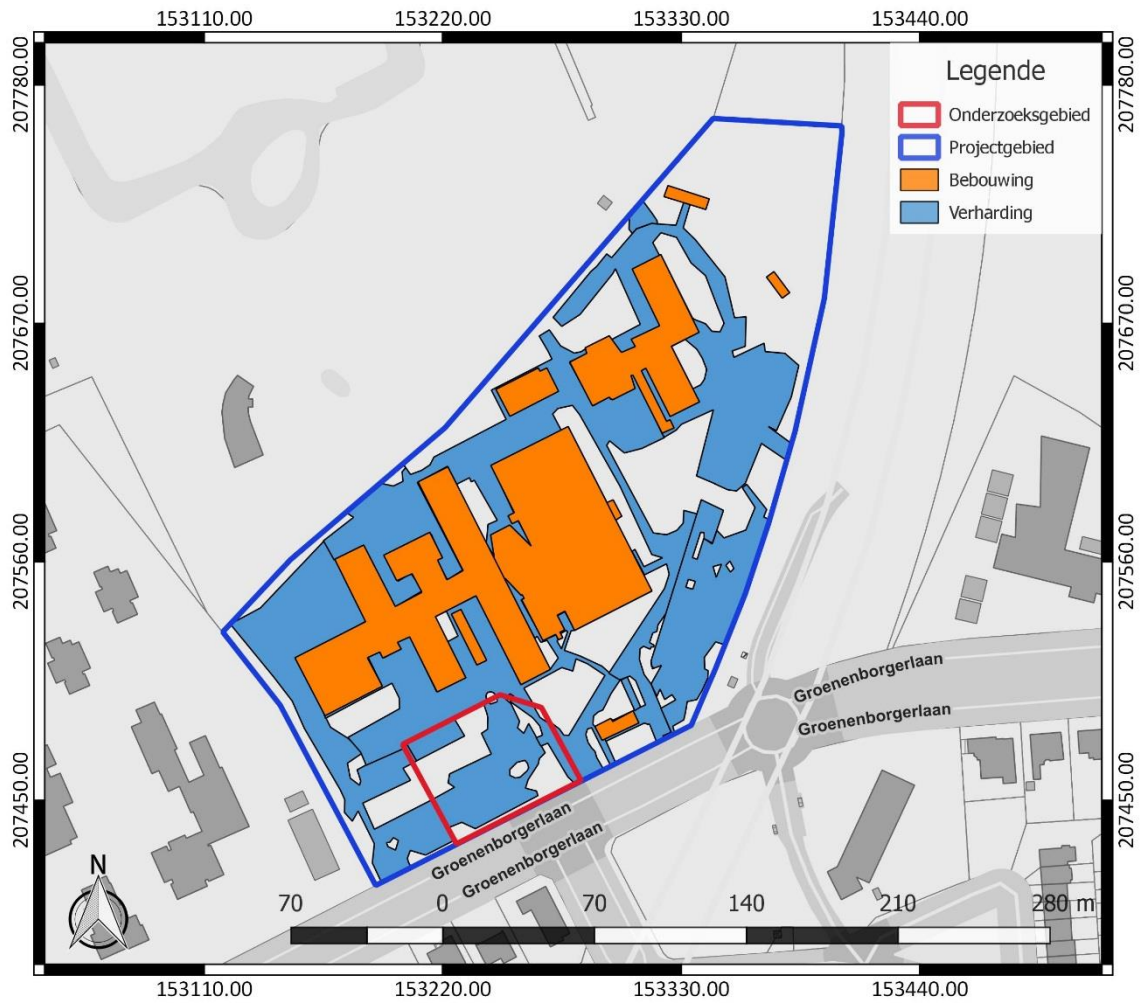 153110.00 153220.00 153330.00 153440.00
207780.00
207780.00
Legende
Onderzoeksgebied
Projectgebied
Bebouwing
Verharding
207670.00
207670.00
207560.00
207560.00
Groenenborgerlaan
Groenenborgerlaan
207450.00
207450.00
Groenenborgerlaan
Groenenborgerlaan
N
70 0 70 140 210 280 m
153110.00 153220.00 153330.00 153440.00